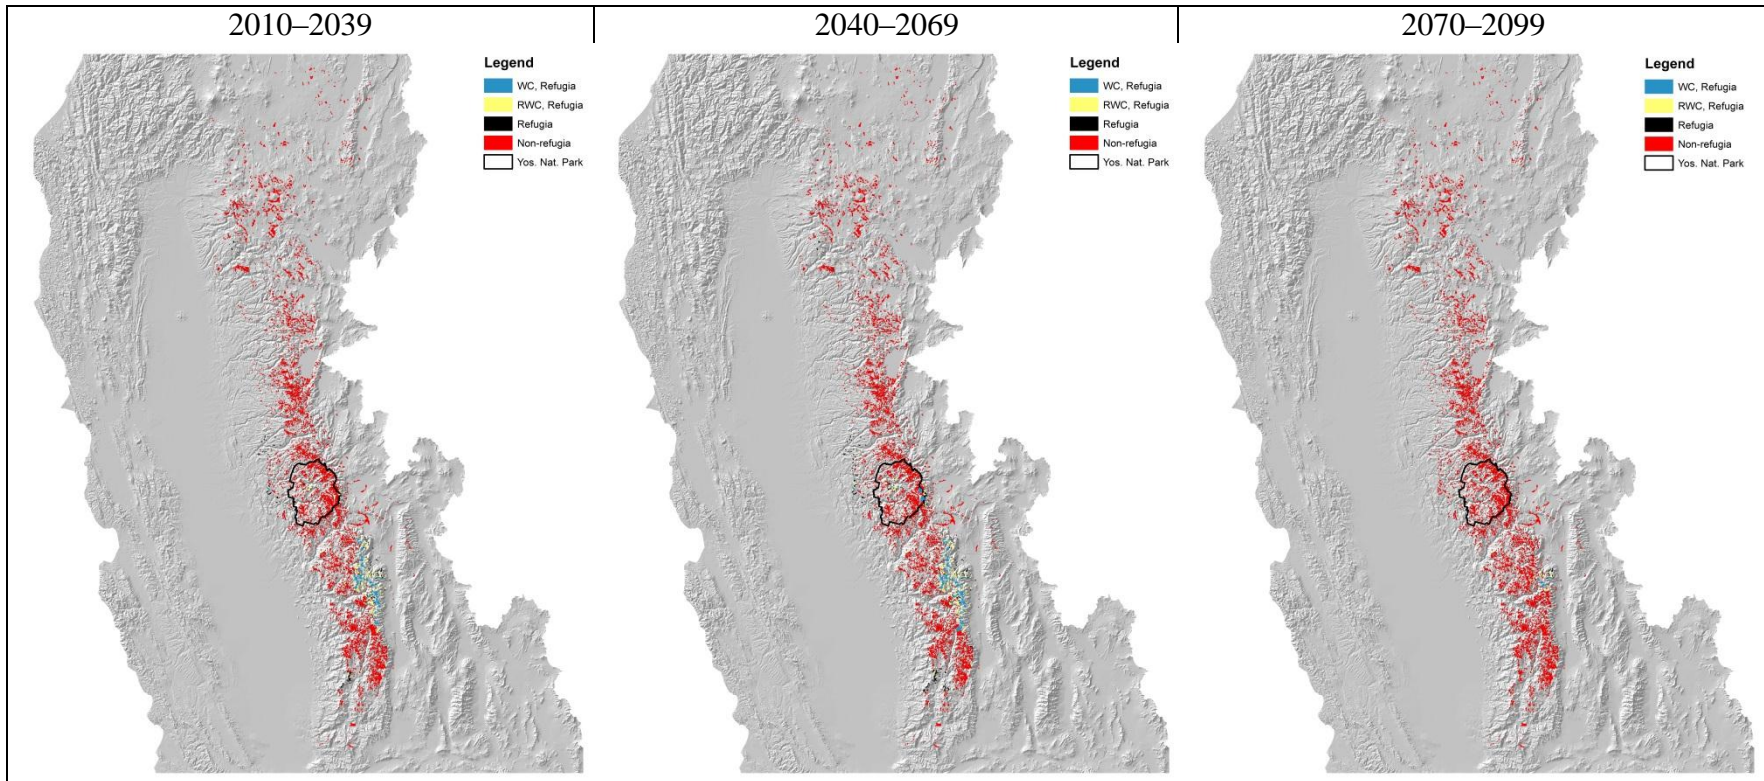 2010–2039
2040–2069
2070–2099
Legend
WC, Refugia
RWC, Refugia
Refugia
Non-refugia
Yos. Nat. Park
Legend
WC, Refugia
RWC, Refugia
Refugia
Non-refugia
Yos. Nat. Park
Legend
WC, Refugia
RWC, Refugia
Refugia
Non-refugia
Yos. Nat. Park